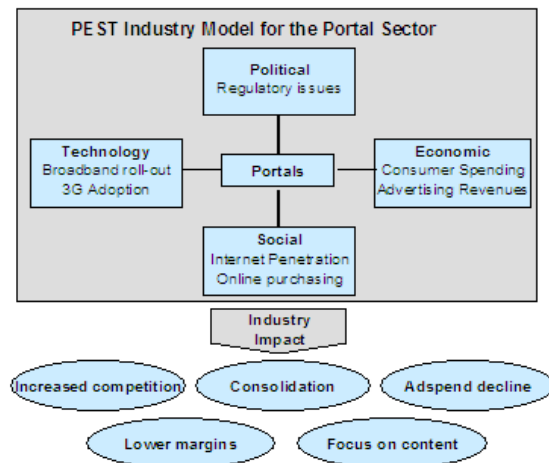 PEST Industry Model for the Portal Sector
Political
Regulatory issues
Technology
Broadband roll-out
3G Adoption
Portals
Economic
Consumer Spending
Advertising Revenues
Social
Internet Penetration
Online purchasing
Industry
Impact
Increased competition
Consolidation
Adspend decline
Lower margins
Focus on content